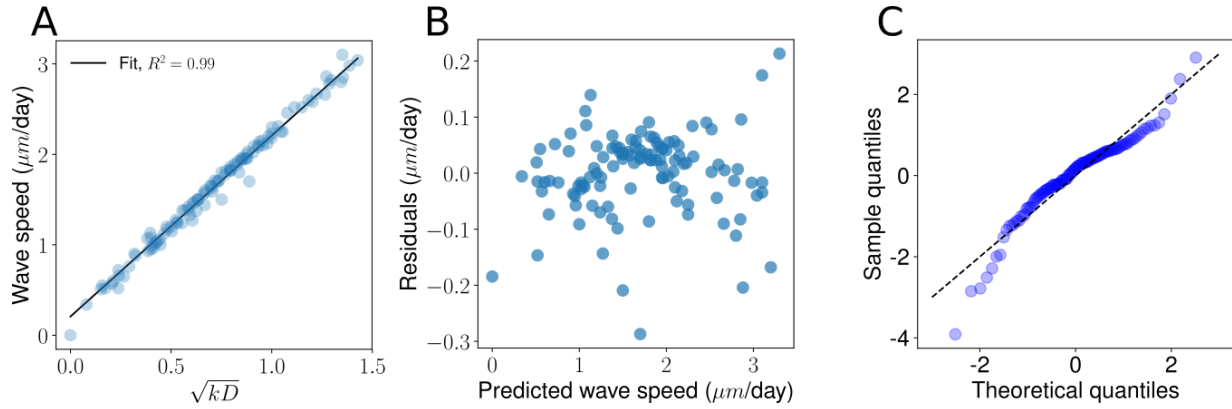 A
Wave speed (μm/day)
3
2
1
0
Fit, R² = 0.99
0.0 0.5 1.0 1.5
√kD
B
Residuals (μm/day)
0.2
0.1
0.0
−0.1
−0.2
−0.3
0 1 2 3
Predicted wave speed (μm/day)
C
Sample quantiles
2
0
-2
-4
-2 0 2
Theoretical quantiles